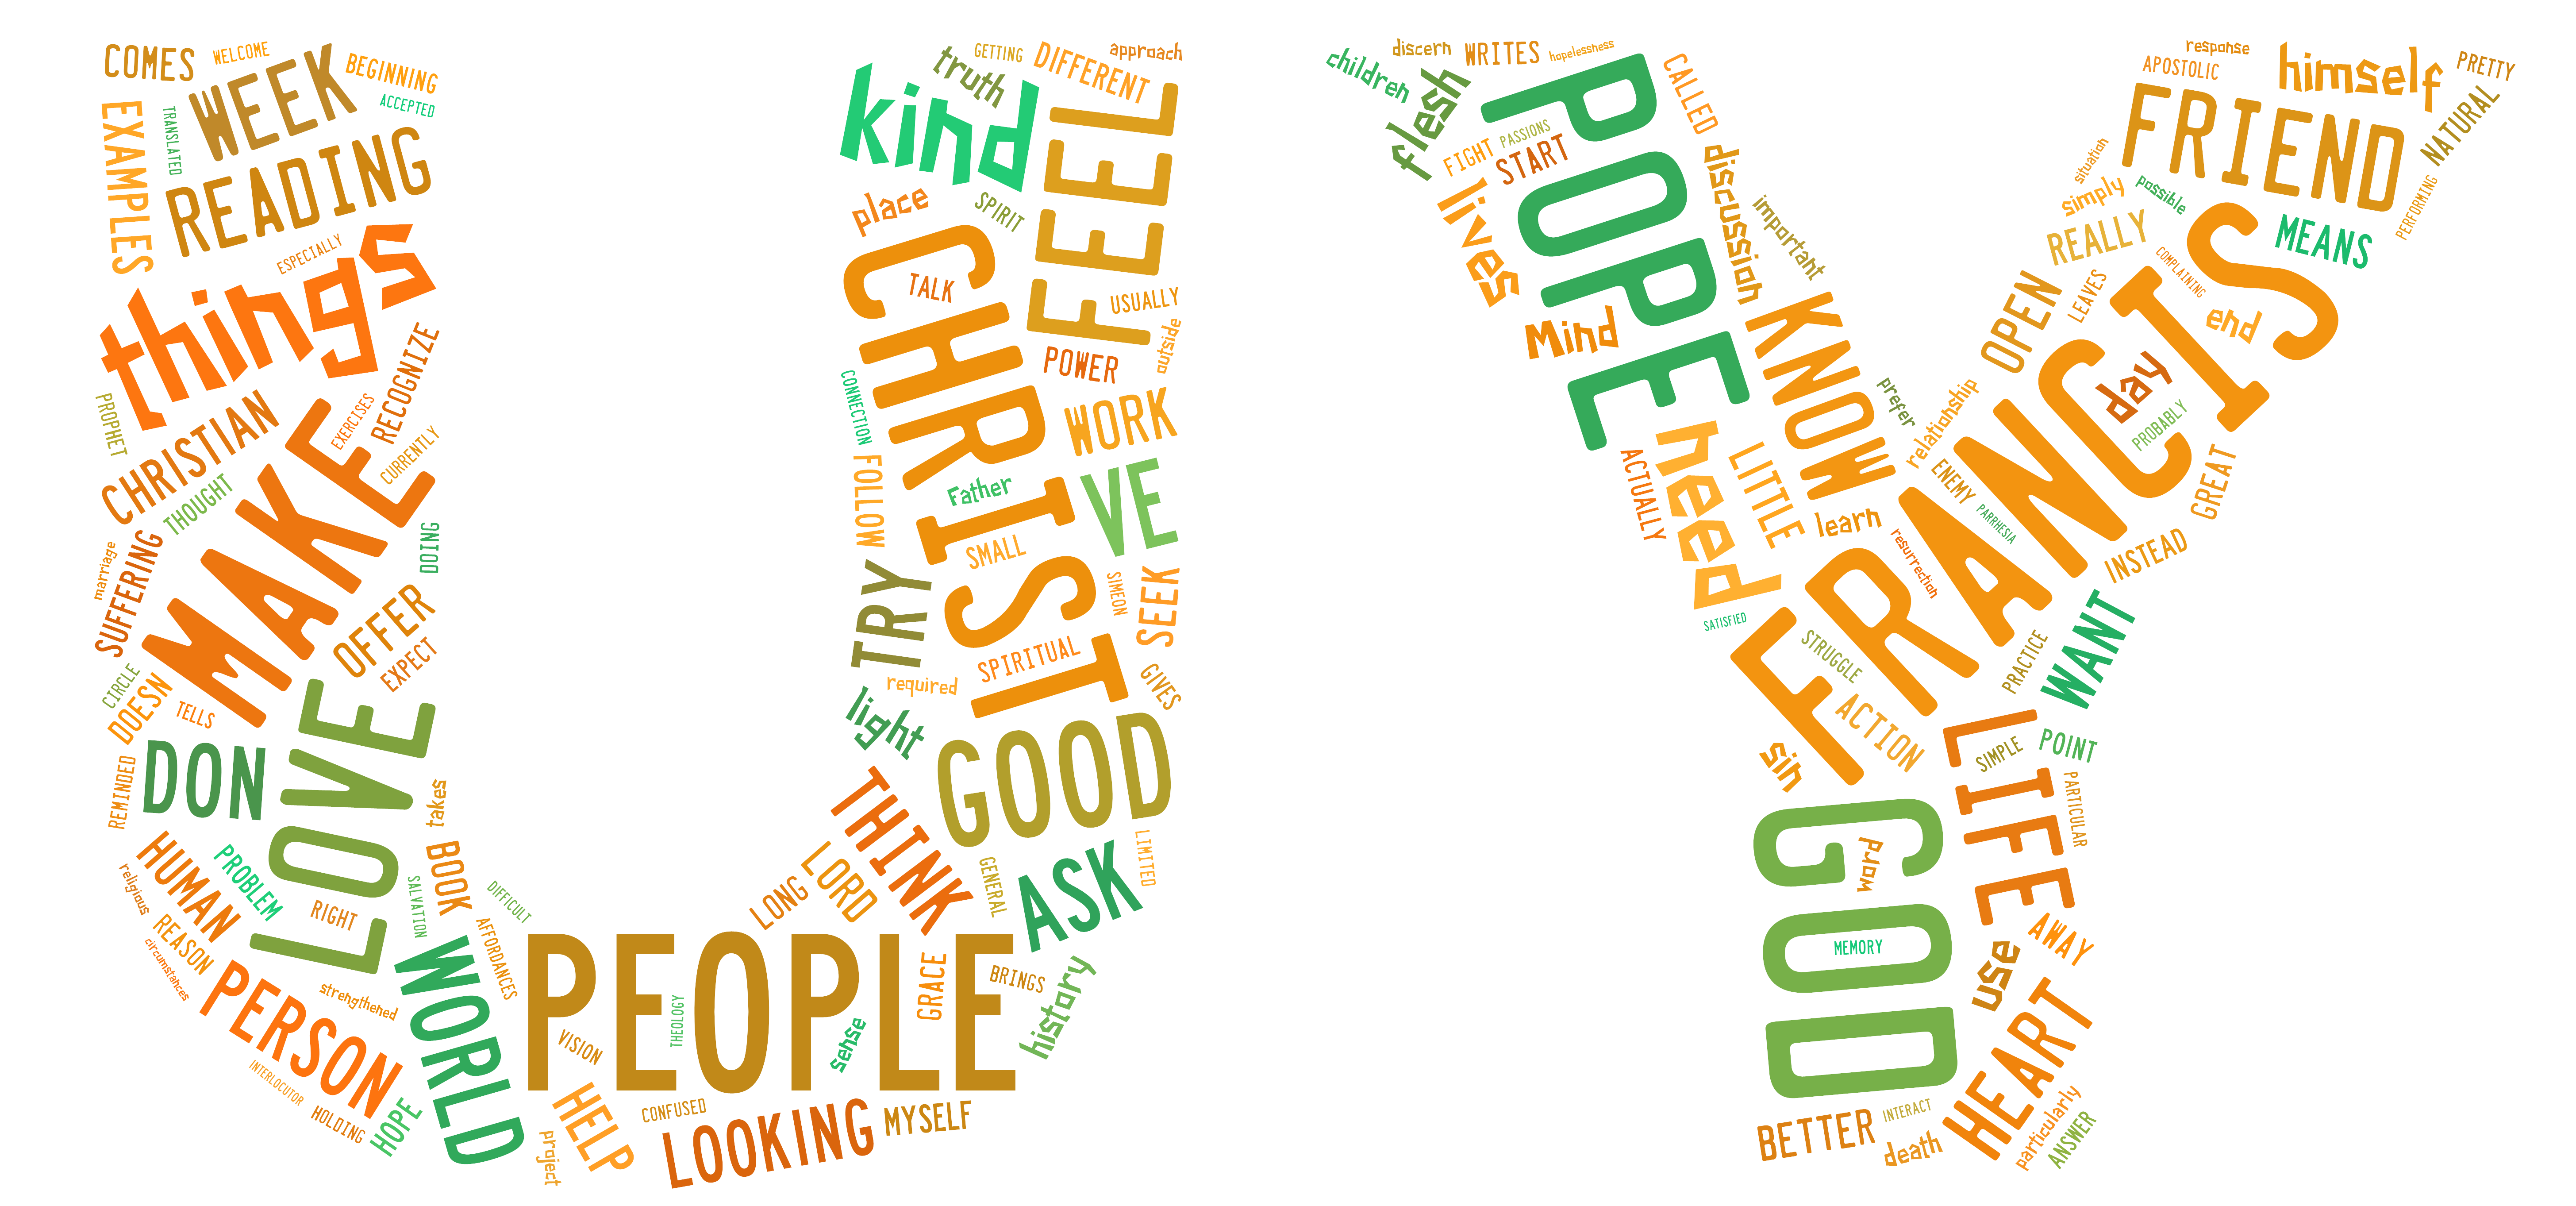 COMES
WELCOME
WEEK
BEGINNING
ACCEPTED
EXAMPLES
TRANSLATED
READING
ESPECIALLY
things
RECOGNIZE
PROPHET
CHRISTIAN
EXERCISES
CURRENTLY
THOUGHT
MAKE
DOING
marriage
SUFFERING
OFFER
EXPECT
CIRCLE
DOESN
TELLS
LOVE
DON
REMINDED
takes
HUMAN
PROBLEM
BOOK
religious
REASON
RIGHT
SALVATION
DIFFICULT
AFFORDANCES
circumstances
PERSON
strengthened
WORLD
INTERLOCUTOR
HOLDING
HOPE
PEOPLE
VISION
THEOLOGY
sense
GRACE
BRINGS
history
HELP
project
CONFUSED
LOOKING
MYSELF
LONG
LORD
THINK
GENERAL
ASK
LIMITED
GOOD
light
required
GIVES
SPIRITUAL
TRY
SMALL
SIMEON
SEEK
Father
FOLLOW
VE
CONNECTION
WORK
POWER
outside
USUALLY
CHRIST
TALK
place
SPIRIT
FEEL
kind
truth
GETTING
DIFFERENT
approach
children
discern
WRITES
hopelessness
flesh
FIGHT
PASSIONS
START
POPE
CALLED
discussion
important
lives
Mind
KNOW
prefer
need
LITTLE
ACTUALLY
learn
resurrection
SATISFIED
FRANCIS
STRUGGLE
ACTION
sin
relationship
ENEMY
PARRHESIA
OPEN
LEAVES
REALLY
simply
situation
possible
COMPLAINING
response
APOSTOLIC
himself
PRETTY
NATURAL
FRIEND
PERFORMING
MEANS
end
day
PROBABLY
GREAT
INSTEAD
WANT
PRACTICE
POINT
SIMPLE
LIFE
PARTICULAR
GOD
word
MEMORY
AWAY
use
HEART
BETTER
INTERACT
death
particularly
ANSWER